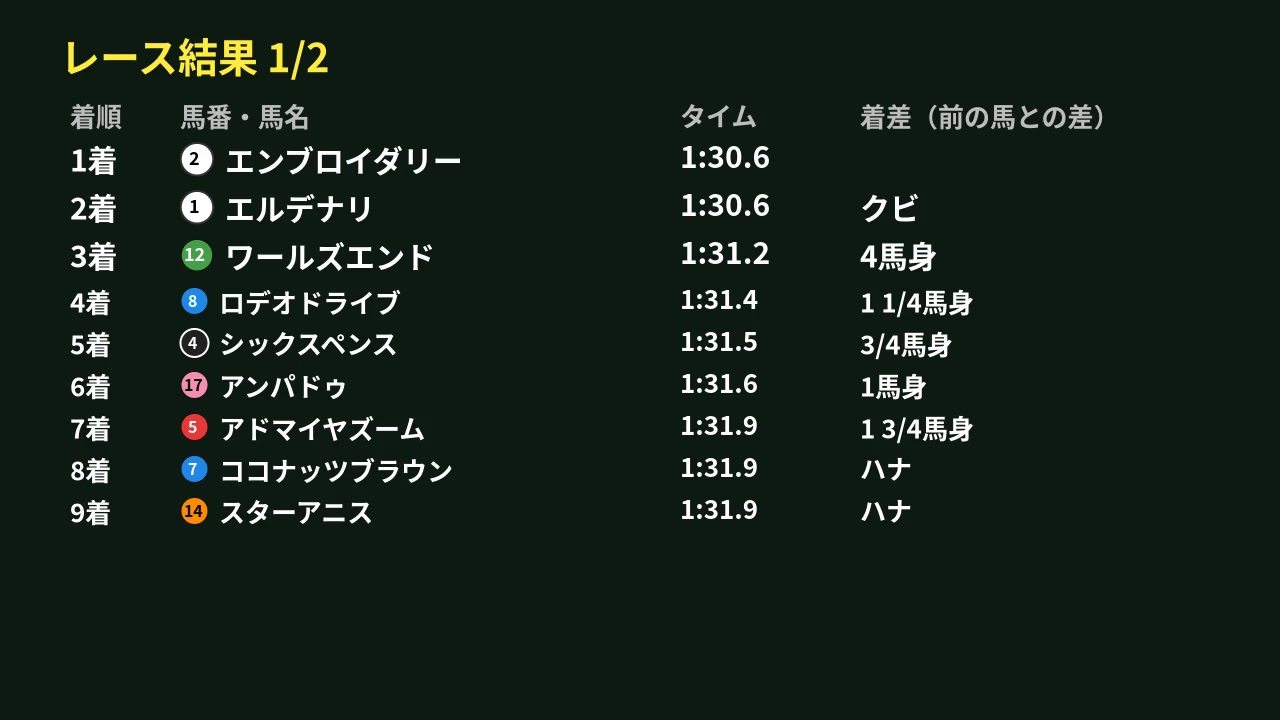 レース結果 1/2
着順 馬番・馬名 タイム 着差（前の馬との差）
1着 2 エンブロイダリー 1:30.6
2着 1 エルデナリ 1:30.6 クビ
3着 12 ワールズエンド 1:31.2 4馬身
4着 8 ロデオドライブ 1:31.4 1 1/4馬身
5着 4 シックスペンス 1:31.5 3/4馬身
6着 17 アンパドゥ 1:31.6 1馬身
7着 5 アドマイヤズーム 1:31.9 1 3/4馬身
8着 7 ココナッツブラウン 1:31.9 ハナ
9着 14 スターアニス 1:31.9 ハナ